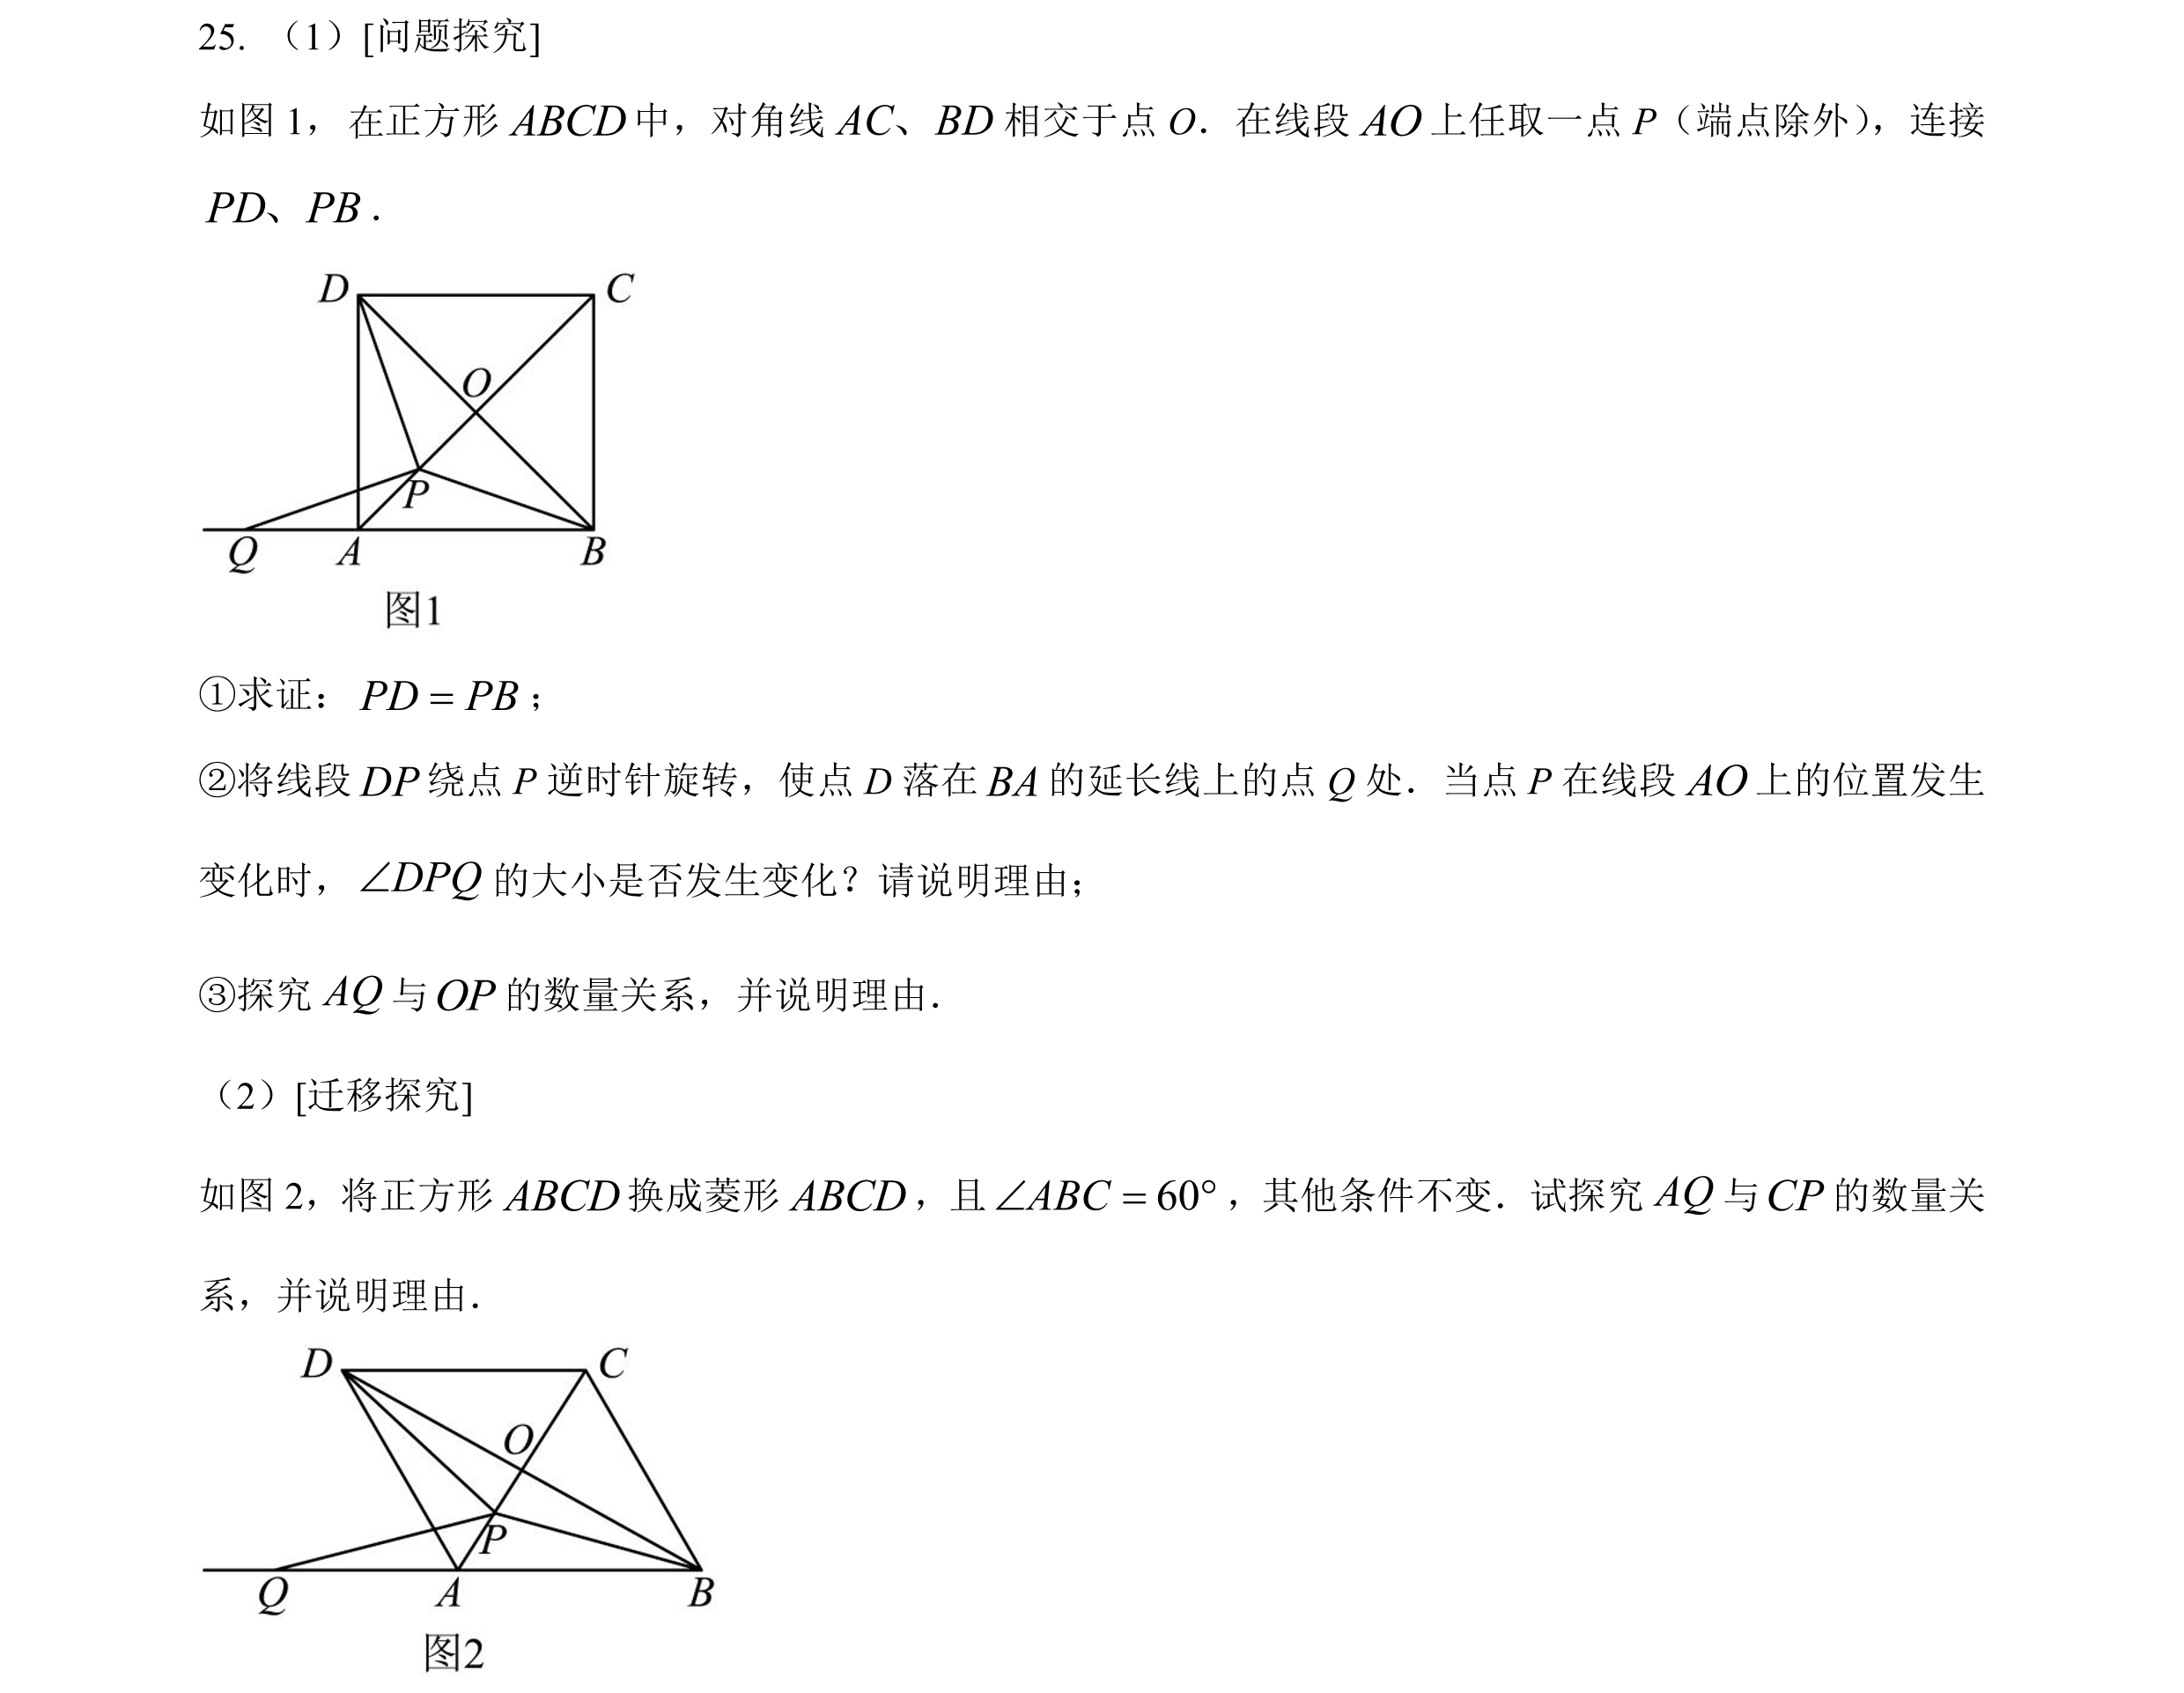 25. （1）[问题探究]
如图 1，在正方形 ABCD 中，对角线 AC、BD 相交于点 O．在线段 AO 上任取一点 P（端点除外），连接
PD、PB．
D
C
O
P
Q
A
B
图1
①求证： PD = PB；
②将线段 DP 绕点 P 逆时针旋转，使点 D 落在 BA 的延长线上的点 Q 处．当点 P 在线段 AO 上的位置发生
变化时，∠DPQ 的大小是否发生变化？请说明理由；
③探究 AQ 与 OP 的数量关系，并说明理由．
（2）[迁移探究]
如图 2，将正方形 ABCD 换成菱形 ABCD，且 ∠ABC = 60°，其他条件不变．试探究 AQ 与 CP 的数量关
系，并说明理由．
D
C
O
P
Q
A
B
图2